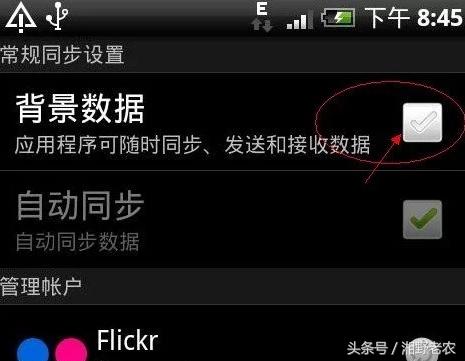 E 下午 8:45
常规同步设置
背景数据
应用程序可随时同步、发送和接收数据
自动同步
自动同步数据
管理帐户
Flickr
头条号／湘野老农